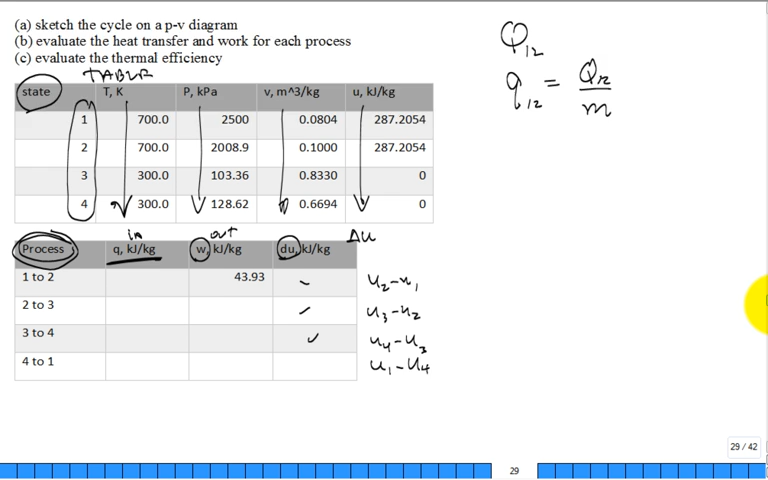 (a) sketch the cycle on a p-v diagram
(b) evaluate the heat transfer and work for each process
(c) evaluate the thermal efficiency
TABLE
state T, K P, kPa v, m^3/kg u, kJ/kg
1 700.0 2500 0.0804 287.2054
2 700.0 2008.9 0.1000 287.2054
3 300.0 103.36 0.8330 0
4 300.0 128.62 0.6694 0
in out Δu
Process q, kJ/kg w, kJ/kg du, kJ/kg
1 to 2 43.93 u2-u1
2 to 3 u3-u2
3 to 4 u4-u3
4 to 1 u1-u4
Q12
q12 = Q12
m
29 / 42
29